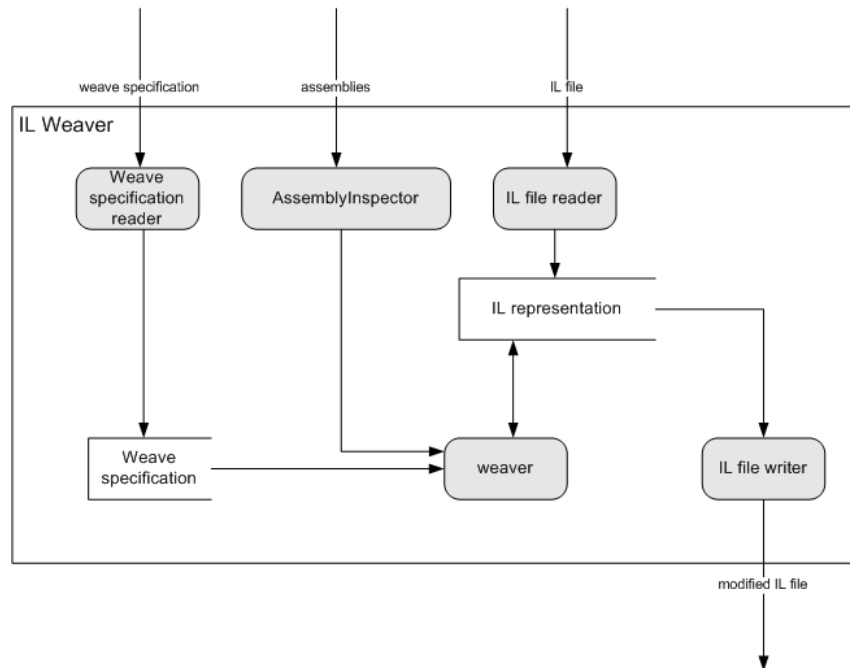 weave specification
assemblies
IL file
IL Weaver
Weave
specification
reader
AssemblyInspector
IL file reader
IL representation
Weave
specification
weaver
IL file writer
modified IL file